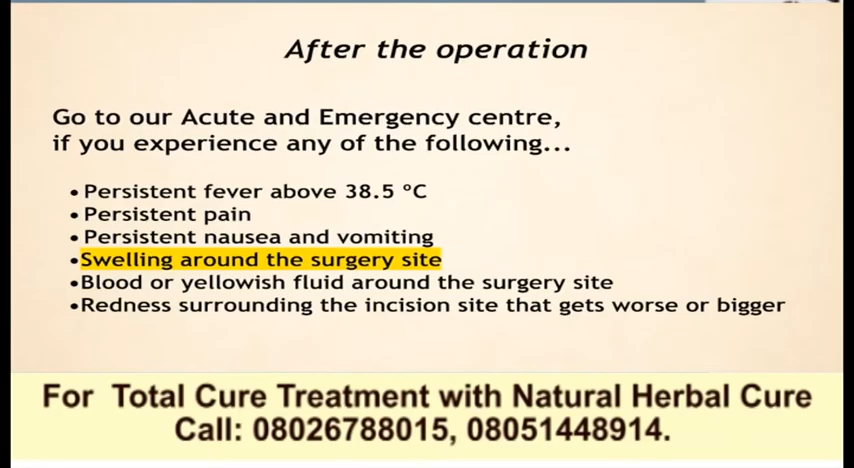 After the operation
Go to our Acute and Emergency centre,
if you experience any of the following...
• Persistent fever above 38.5 °C
• Persistent pain
• Persistent nausea and vomiting
• Swelling around the surgery site
• Blood or yellowish fluid around the surgery site
• Redness surrounding the incision site that gets worse or bigger
For Total Cure Treatment with Natural Herbal Cure
Call: 08026788015, 08051448914.